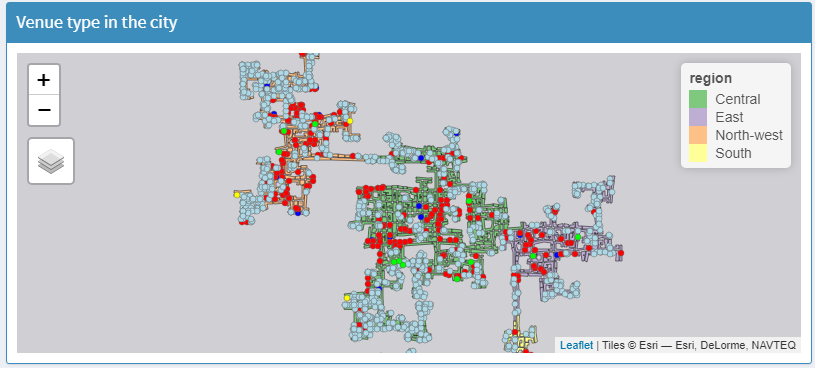 Venue type in the city
+
−
region
Central
East
North-west
South
Leaflet | Tiles © Esri — Esri, DeLorme, NAVTEQ